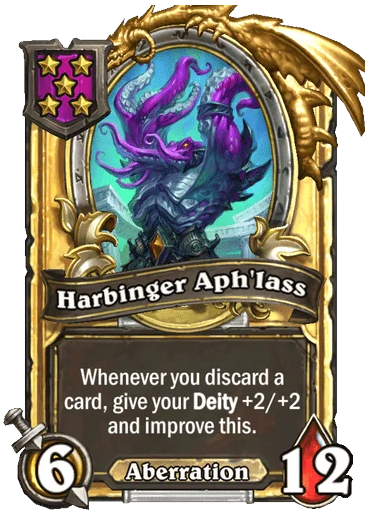 Harbinger Aph'lass
Whenever you discard a
card, give your Deity +2/+2
and improve this.
6
Aberration
12